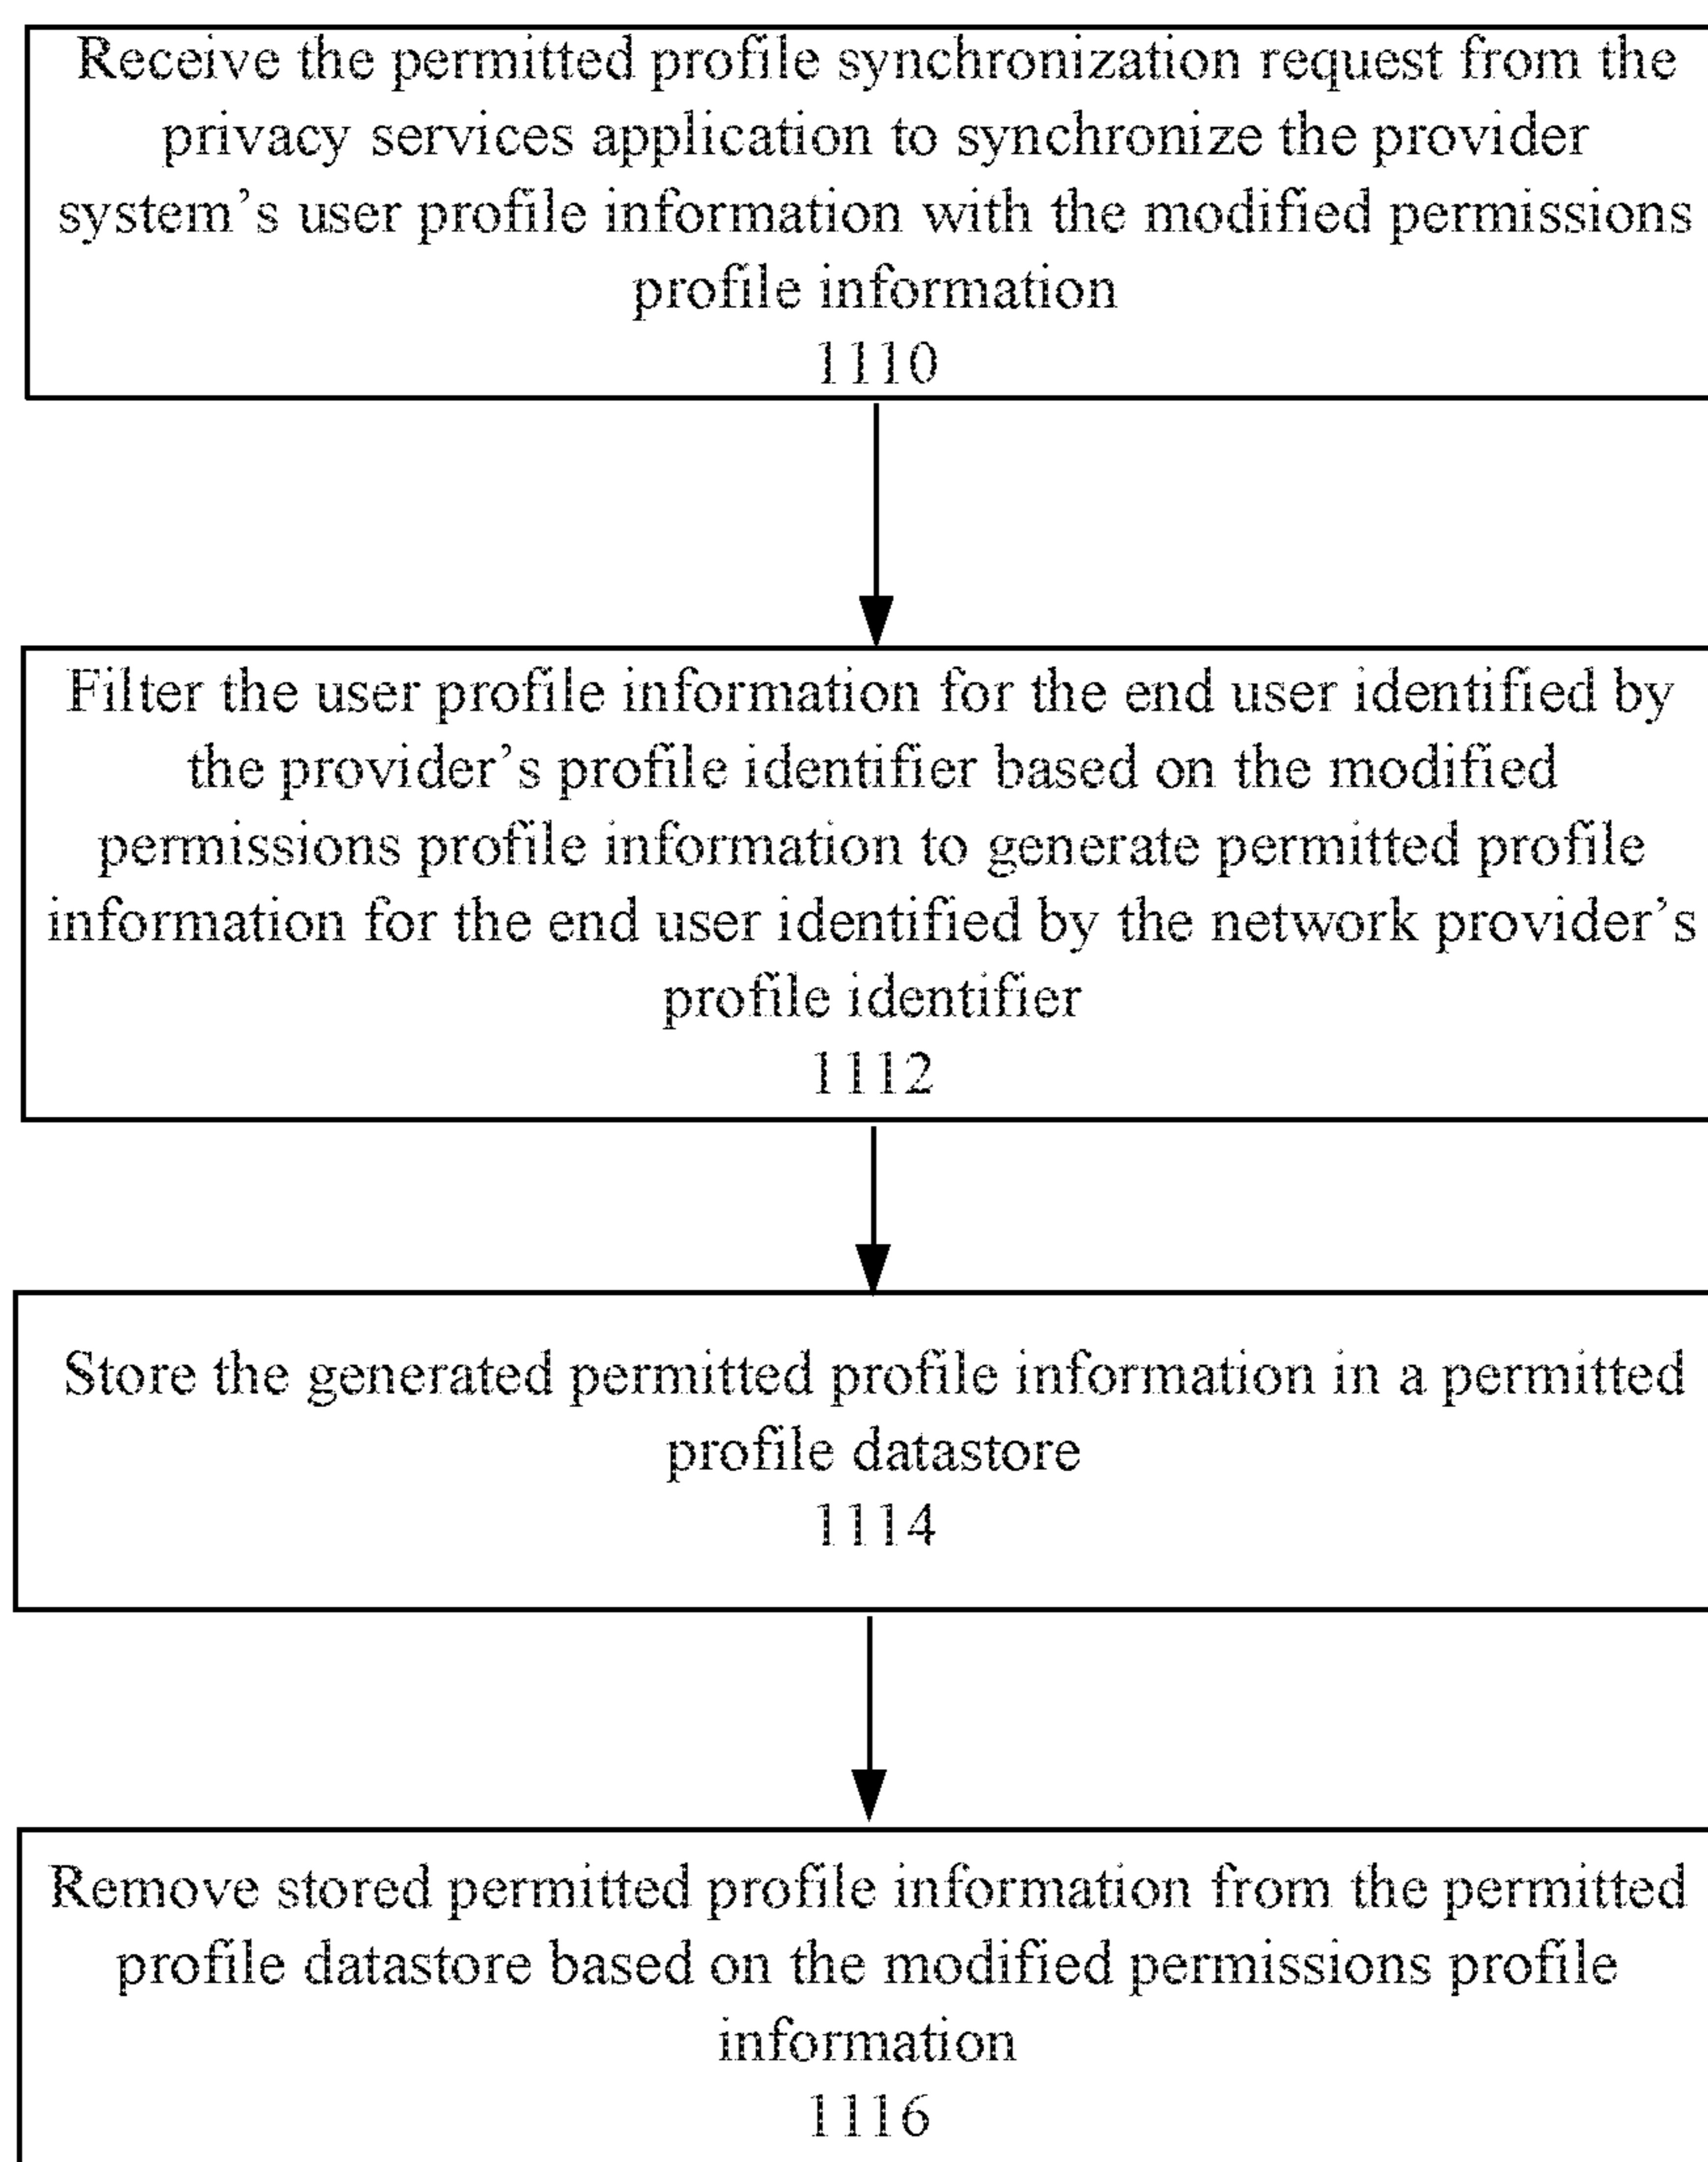 Receive the permitted profile synchronization request from the
privacy services application to synchronize the provider
system’s user profile information with the modified permissions
profile information
1110
Filter the user profile information for the end user identified by
the provider’s profile identifier based on the modified
permissions profile information to generate permitted profile
information for the end user identified by the network provider’s
profile identifier
1112
Store the generated permitted profile information in a permitted
profile datastore
1114
Remove stored permitted profile information from the permitted
profile datastore based on the modified permissions profile
information
1116